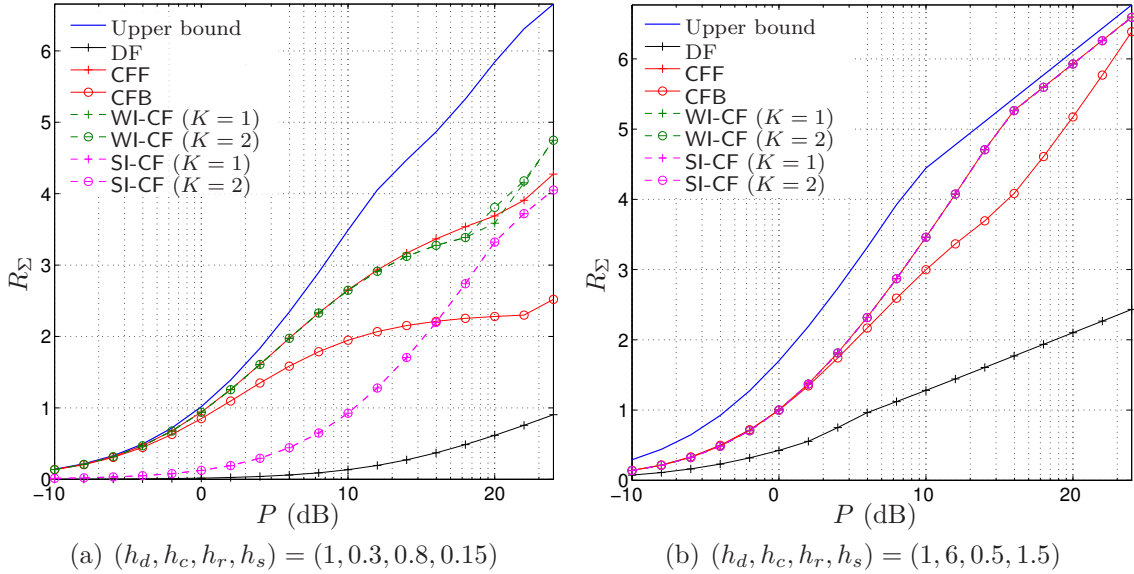 Upper bound
DF
CFF
CFB
WI-CF (K = 1)
WI-CF (K = 2)
SI-CF (K = 1)
SI-CF (K = 2)
6
5
4
3
2
1
0
−10
0
10
20
R_Σ
P (dB)
(a) (h_d, h_c, h_r, h_s) = (1, 0.3, 0.8, 0.15)
Upper bound
DF
CFF
CFB
WI-CF (K = 1)
WI-CF (K = 2)
SI-CF (K = 1)
SI-CF (K = 2)
6
5
4
3
2
1
0
−10
0
10
20
R_Σ
P (dB)
(b) (h_d, h_c, h_r, h_s) = (1, 6, 0.5, 1.5)